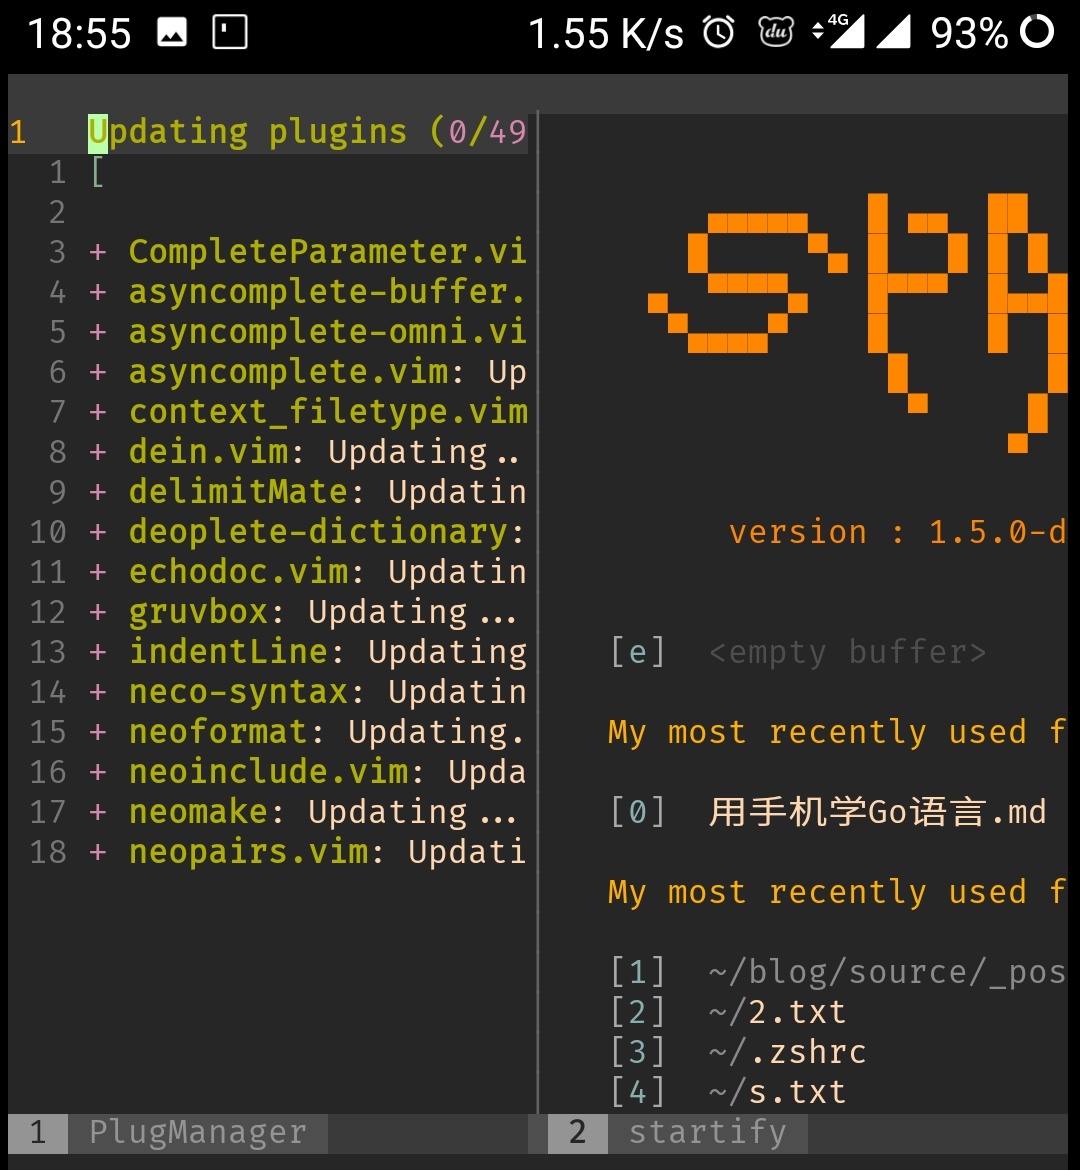 18:55 1.55 K/s 4G 93%
1 Updating plugins (0/49
1 [
2
3 + CompleteParameter.vi
4 + asyncomplete-buffer.
5 + asyncomplete-omni.vi
6 + asyncomplete.vim: Up
7 + context_filetype.vim
8 + dein.vim: Updating..
9 + delimitMate: Updatin
10 + deoplete-dictionary:
11 + echodoc.vim: Updatin
12 + gruvbox: Updating...
13 + indentLine: Updating
14 + neco-syntax: Updatin
15 + neoformat: Updating.
16 + neoinclude.vim: Upda
17 + neomake: Updating...
18 + neopairs.vim: Updati
1 PlugManager
SPA
version : 1.5.0-d
[e] <empty buffer>
My most recently used f
[0] 用手机学Go语言.md
My most recently used f
[1] ~/blog/source/_pos
[2] ~/2.txt
[3] ~/.zshrc
[4] ~/s.txt
2 startify